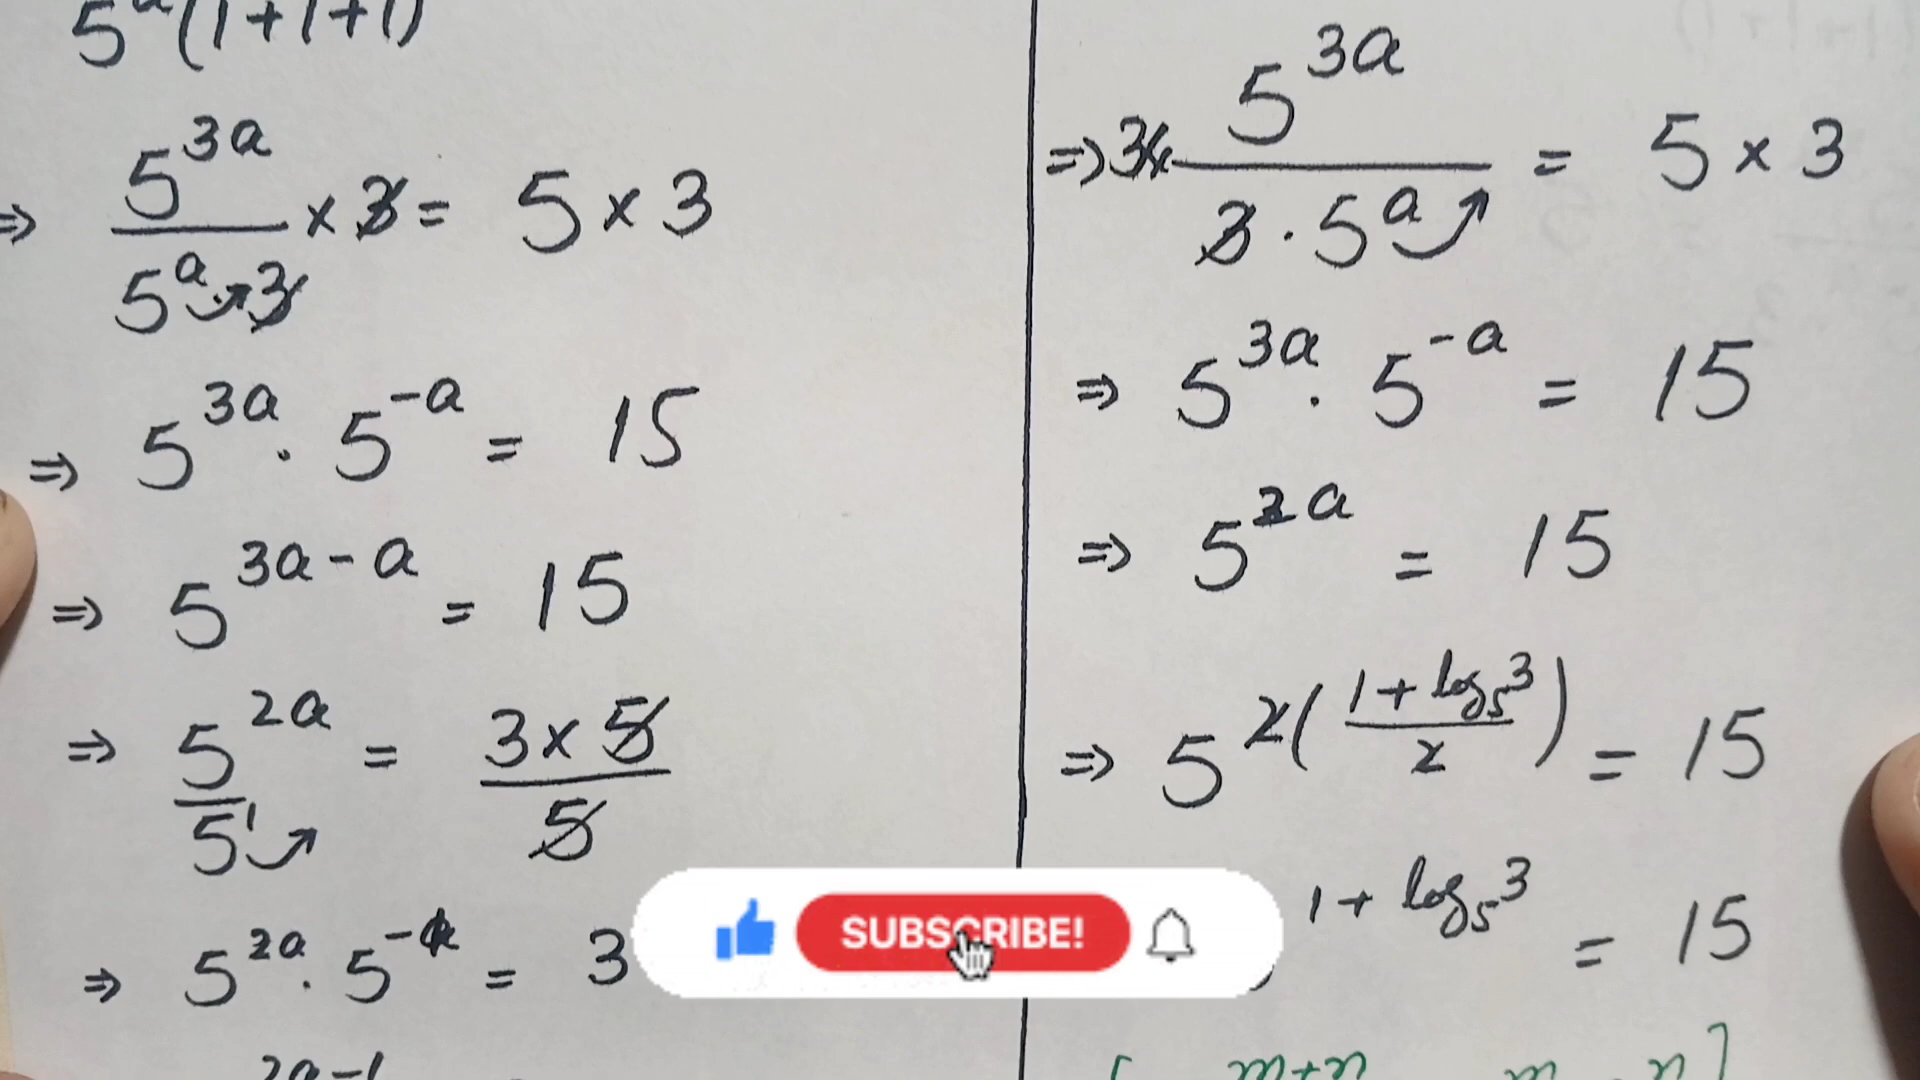 5^a(1+1+1)
⇒ 5^3a / 5^a · 3 × 3 = 5 × 3
⇒ 5^3a · 5^-a = 15
⇒ 5^3a-a = 15
⇒ 5^2a / 5^1 = 3 × 5 / 5
⇒ 5^2a · 5^-1 = 3
2a-1
⇒ 3× 5^3a / 3 · 5^a = 5 × 3
⇒ 5^3a · 5^-a = 15
⇒ 5^2a = 15
⇒ 5^2(1 + log_5 3 / 2) = 15
1 + log_5 3 = 15
[ m+n m n]
SUBSCRIBE!